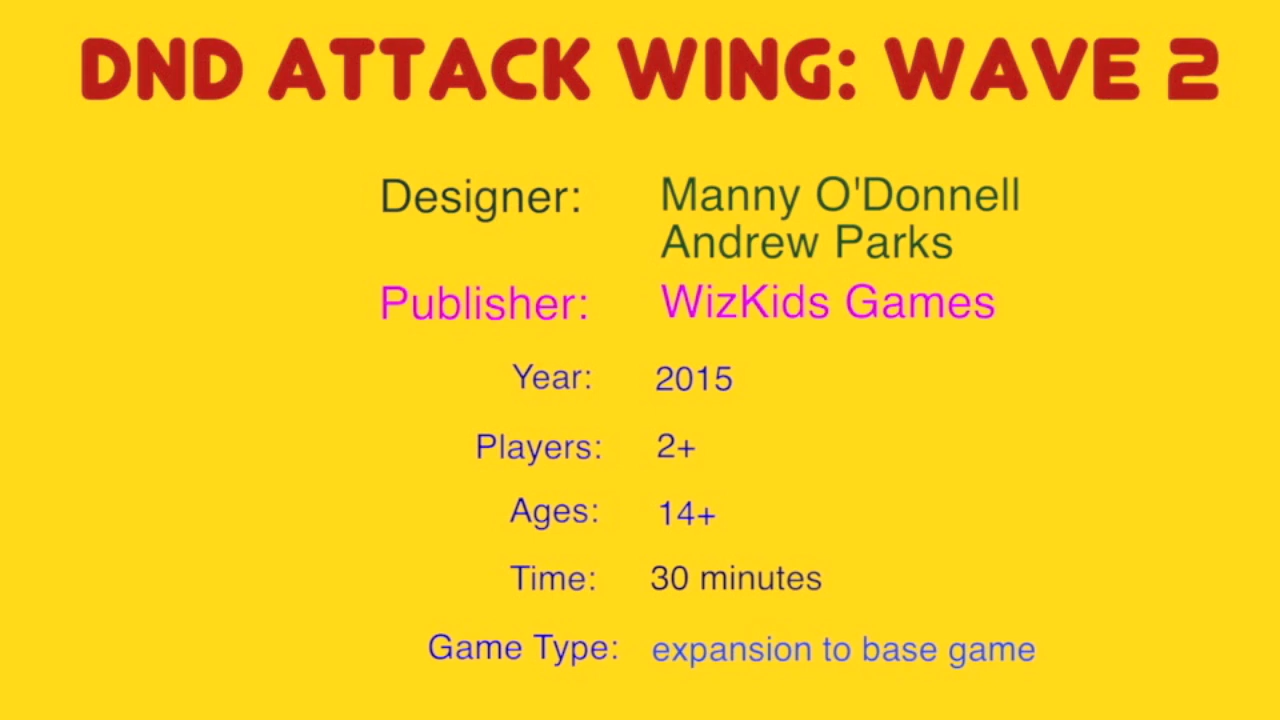 DND ATTACK WING: WAVE 2
Designer: Manny O'Donnell
Andrew Parks
Publisher: WizKids Games
Year: 2015
Players: 2+
Ages: 14+
Time: 30 minutes
Game Type: expansion to base game